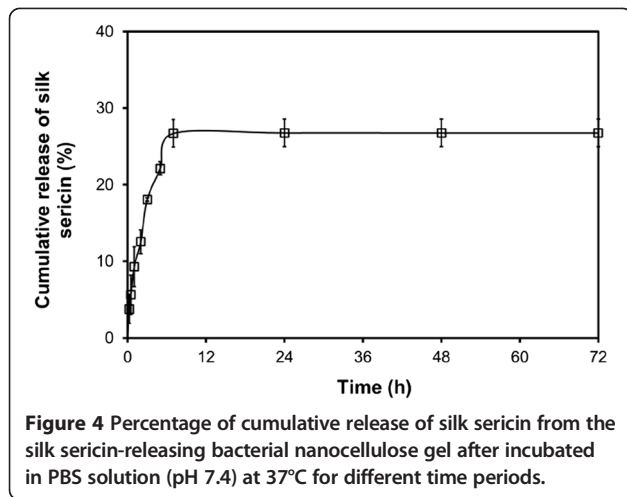 40
30
20
10
0
Cumulative release of silk
sericin (%)
0 12 24 36 48 60 72
Time (h)
Figure 4 Percentage of cumulative release of silk sericin from the
silk sericin-releasing bacterial nanocellulose gel after incubated
in PBS solution (pH 7.4) at 37°C for different time periods.